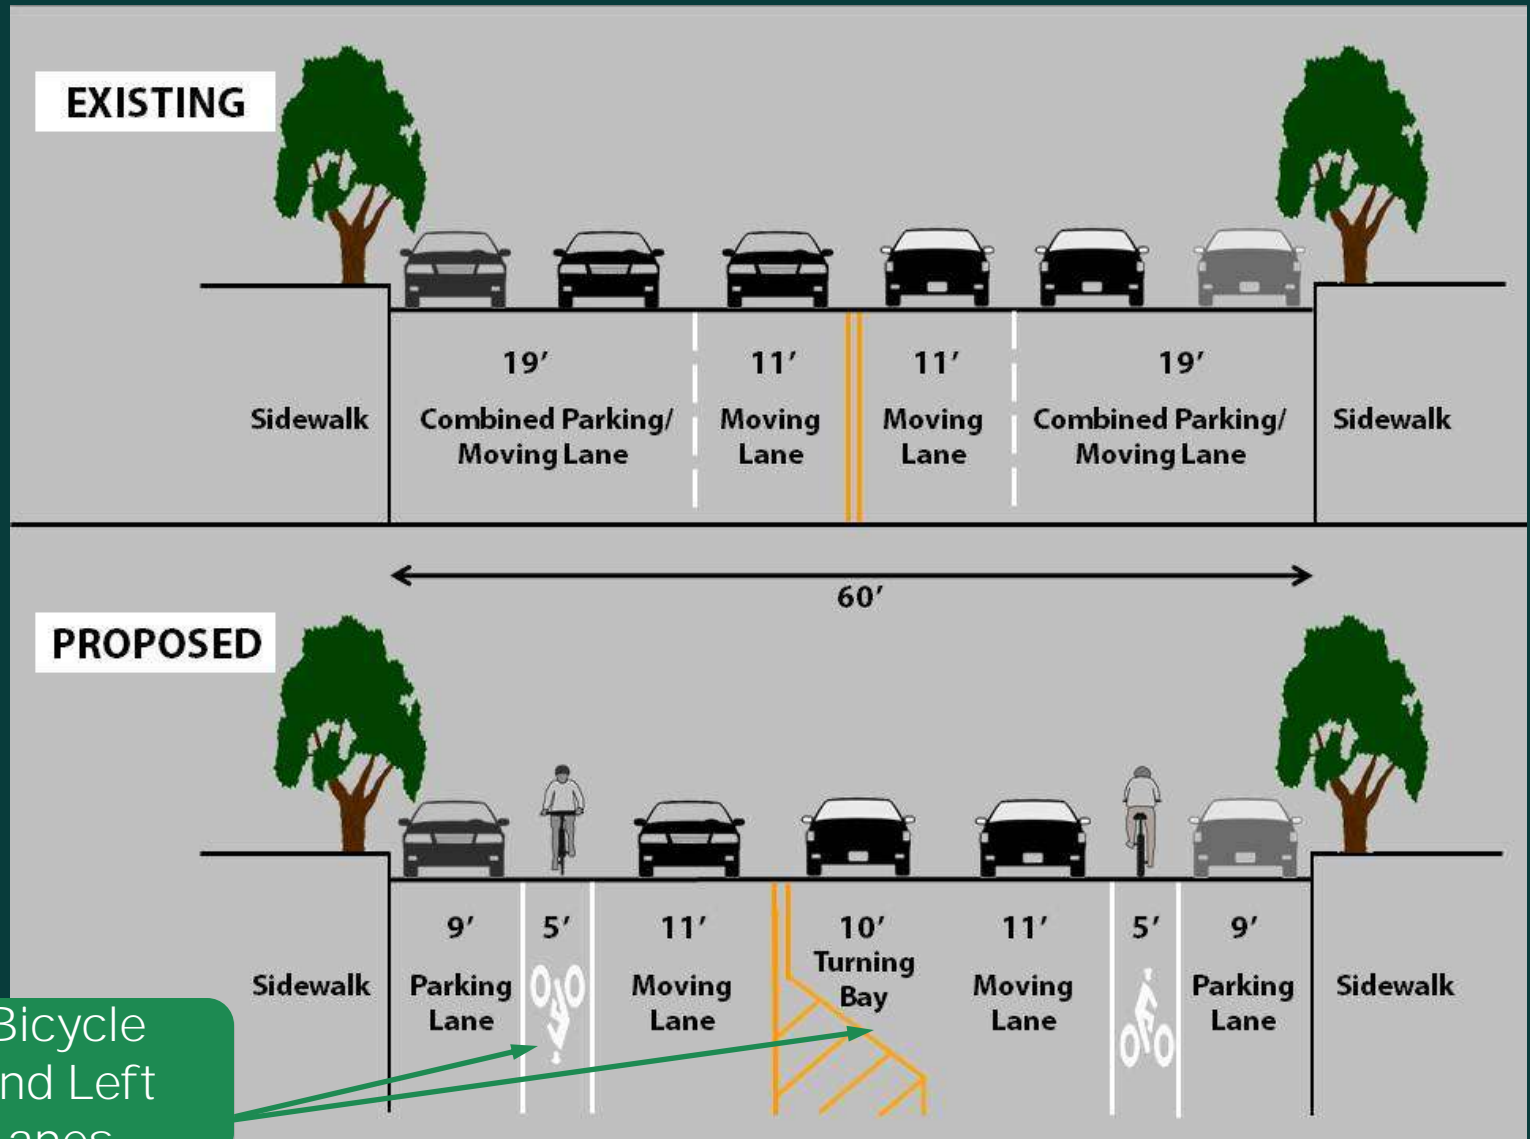 EXISTING
19′ 11′ 11′ 19′
Sidewalk Combined Parking/ Moving Moving Combined Parking/ Sidewalk
Moving Lane Lane Lane Moving Lane
60′
PROPOSED
9′ 5′ 11′ 10′ 11′ 5′ 9′
Turning
Sidewalk Parking Moving Bay Moving Parking Sidewalk
Lane Lane Lane Lane
Bicycle
nd Left
anes